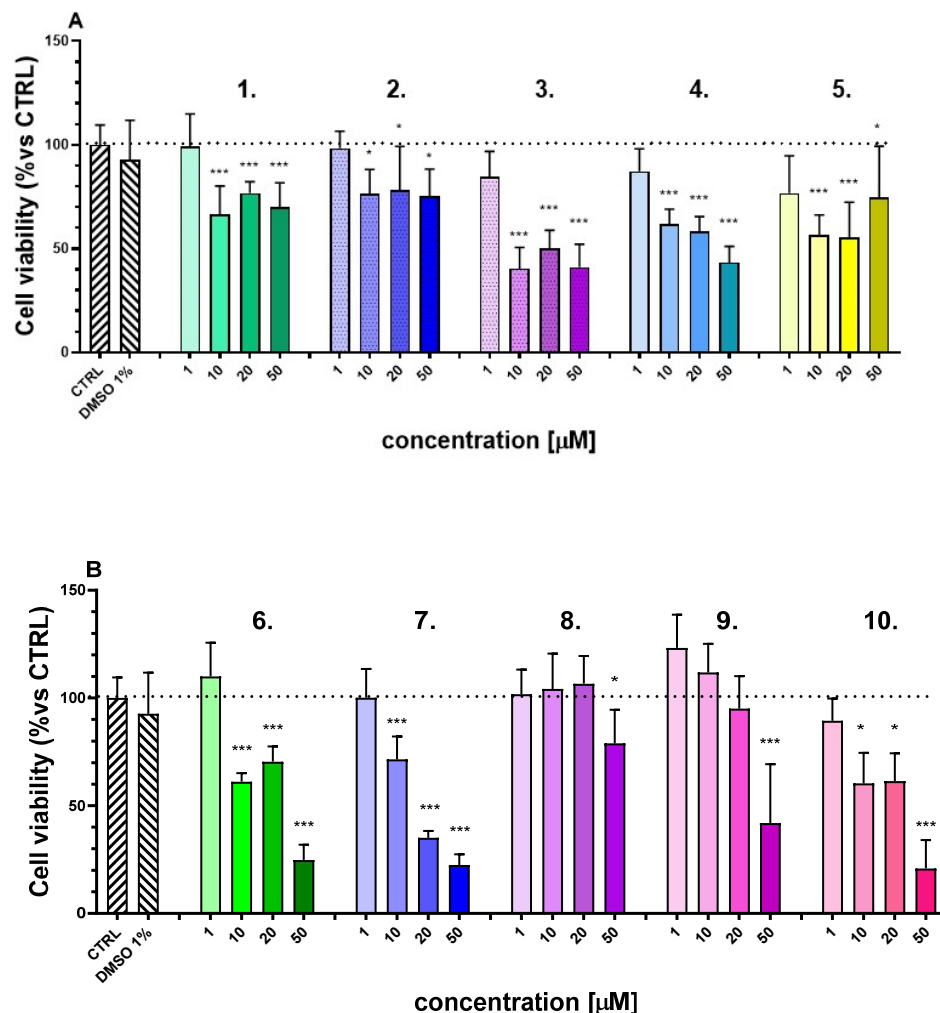 A
150
1. 2. 3. 4. 5.
* *
100
*** *** *** * * *** *** *** *** *** *** *** ***
50
0
Cell viability (%vs CTRL)
CTRL DMSO 1% 1 10 20 50 1 10 20 50 1 10 20 50 1 10 20 50 1 10 20 50
concentration [μM]
B
150
6. 7. 8. 9. 10.
100
*** *** *** *** *** *** * *** * * ***
50
0
Cell viability (%vs CTRL)
CTRL DMSO 1% 1 10 20 50 1 10 20 50 1 10 20 50 1 10 20 50 1 10 20 50
concentration [μM]